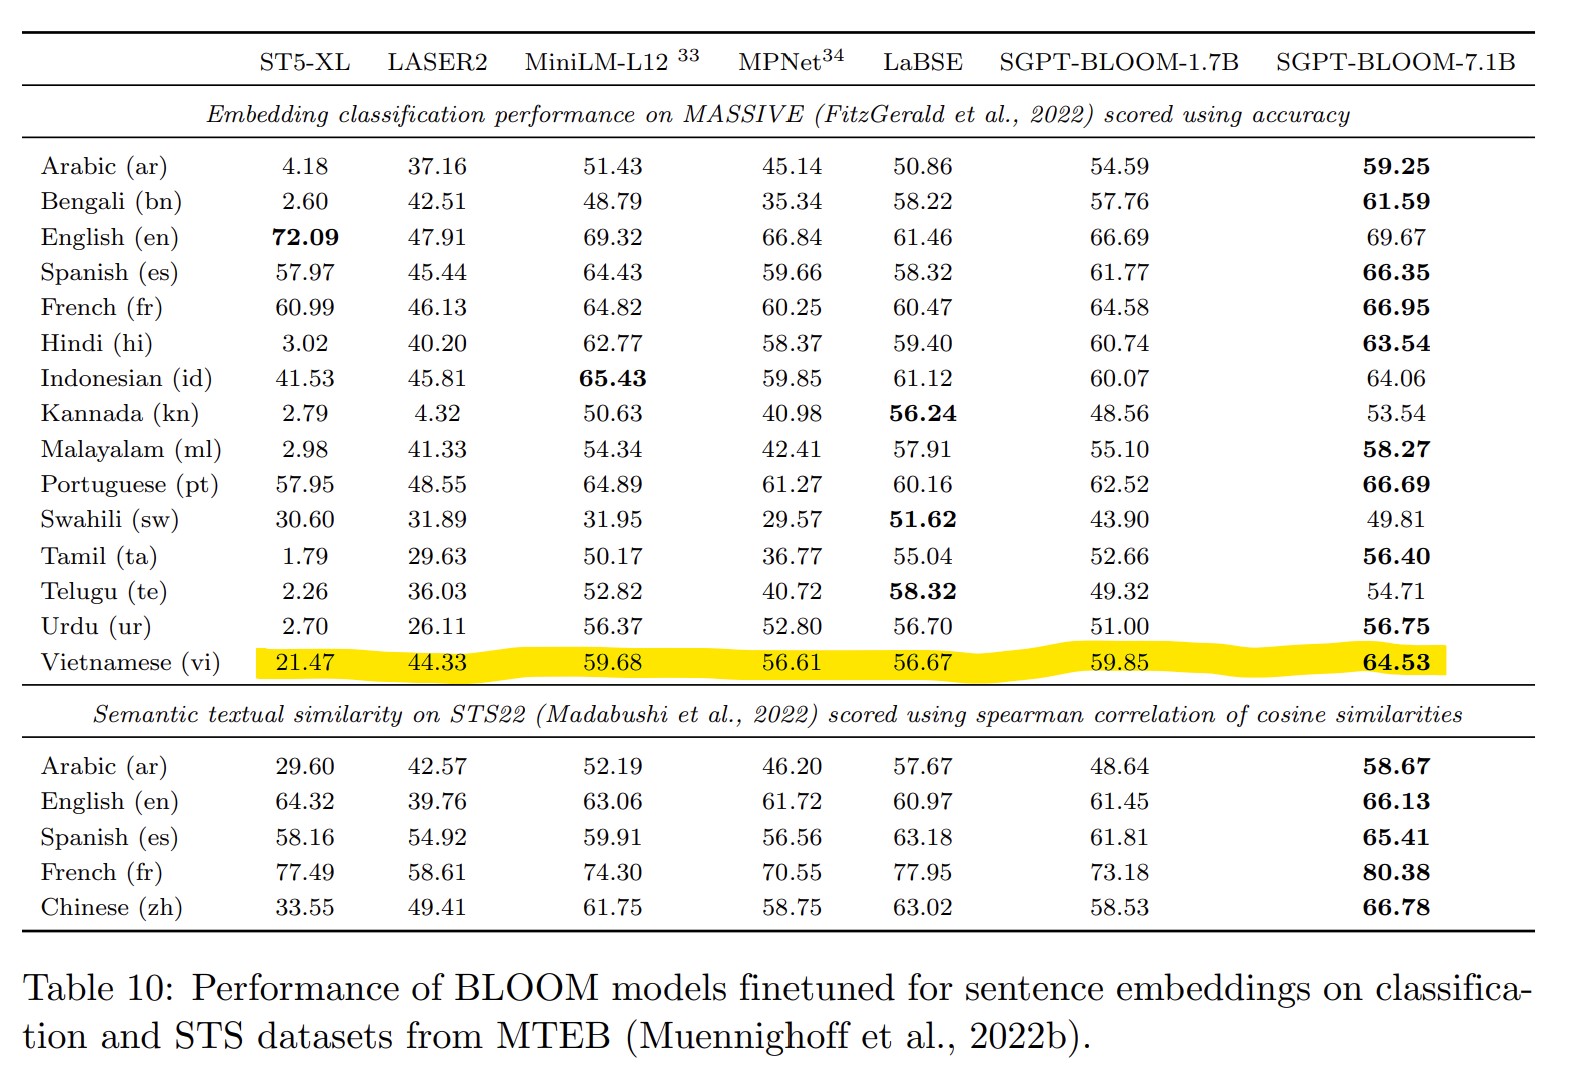 ST5-XL LASER2 MiniLM-L12 33 MPNet34 LaBSE SGPT-BLOOM-1.7B SGPT-BLOOM-7.1B
Embedding classification performance on MASSIVE (FitzGerald et al., 2022) scored using accuracy
Arabic (ar) 4.18 37.16 51.43 45.14 50.86 54.59 59.25
Bengali (bn) 2.60 42.51 48.79 35.34 58.22 57.76 61.59
English (en) 72.09 47.91 69.32 66.84 61.46 66.69 69.67
Spanish (es) 57.97 45.44 64.43 59.66 58.32 61.77 66.35
French (fr) 60.99 46.13 64.82 60.25 60.47 64.58 66.95
Hindi (hi) 3.02 40.20 62.77 58.37 59.40 60.74 63.54
Indonesian (id) 41.53 45.81 65.43 59.85 61.12 60.07 64.06
Kannada (kn) 2.79 4.32 50.63 40.98 56.24 48.56 53.54
Malayalam (ml) 2.98 41.33 54.34 42.41 57.91 55.10 58.27
Portuguese (pt) 57.95 48.55 64.89 61.27 60.16 62.52 66.69
Swahili (sw) 30.60 31.89 31.95 29.57 51.62 43.90 49.81
Tamil (ta) 1.79 29.63 50.17 36.77 55.04 52.66 56.40
Telugu (te) 2.26 36.03 52.82 40.72 58.32 49.32 54.71
Urdu (ur) 2.70 26.11 56.37 52.80 56.70 51.00 56.75
Vietnamese (vi) 21.47 44.33 59.68 56.61 56.67 59.85 64.53
Semantic textual similarity on STS22 (Madabushi et al., 2022) scored using spearman correlation of cosine similarities
Arabic (ar) 29.60 42.57 52.19 46.20 57.67 48.64 58.67
English (en) 64.32 39.76 63.06 61.72 60.97 61.45 66.13
Spanish (es) 58.16 54.92 59.91 56.56 63.18 61.81 65.41
French (fr) 77.49 58.61 74.30 70.55 77.95 73.18 80.38
Chinese (zh) 33.55 49.41 61.75 58.75 63.02 58.53 66.78
Table 10: Performance of BLOOM models finetuned for sentence embeddings on classifica-
tion and STS datasets from MTEB (Muennighoff et al., 2022b).